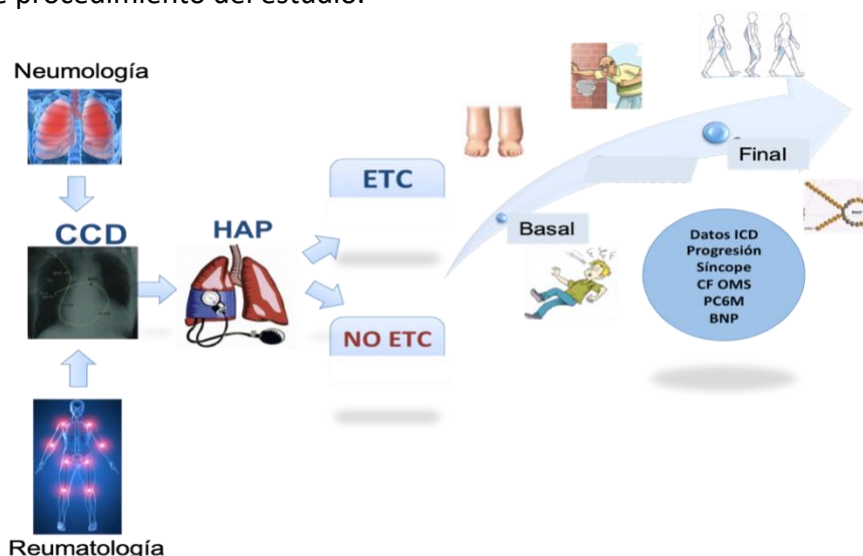 e procedimiento del estudio.
Neumología
CCD
HAP
ETC
NO ETC
Reumatología
Basal
Final
Datos ICD
Progresión
Síncope
CF OMS
PC6M
BNP